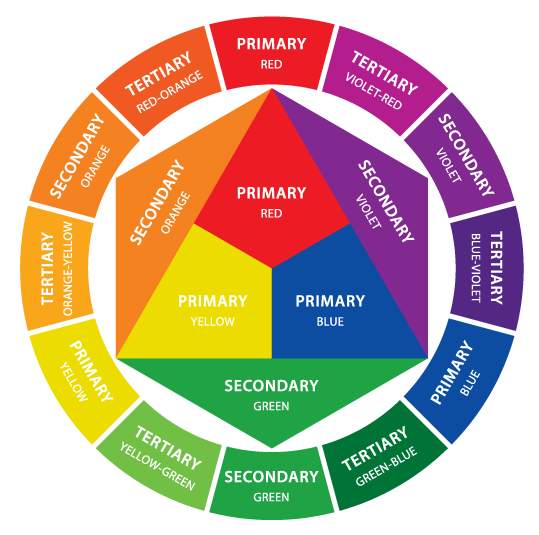 PRIMARY
RED
TERTIARY
VIOLET-RED
SECONDARY
VIOLET
TERTIARY
BLUE-VIOLET
PRIMARY
BLUE
TERTIARY
GREEN-BLUE
SECONDARY
GREEN
TERTIARY
YELLOW-GREEN
PRIMARY
YELLOW
TERTIARY
ORANGE-YELLOW
SECONDARY
ORANGE
TERTIARY
RED-ORANGE
PRIMARY
RED
SECONDARY
ORANGE
SECONDARY
VIOLET
PRIMARY
YELLOW
PRIMARY
BLUE
SECONDARY
GREEN